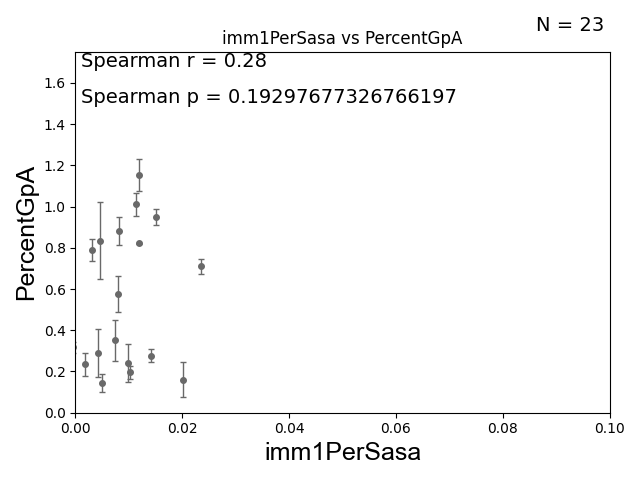 N = 23
imm1PerSasa vs PercentGpA
Spearman r = 0.28
Spearman p = 0.19297677326766197
PercentGpA
1.6
1.4
1.2
1.0
0.8
0.6
0.4
0.2
0.0
0.00 0.02 0.04 0.06 0.08 0.10
imm1PerSasa